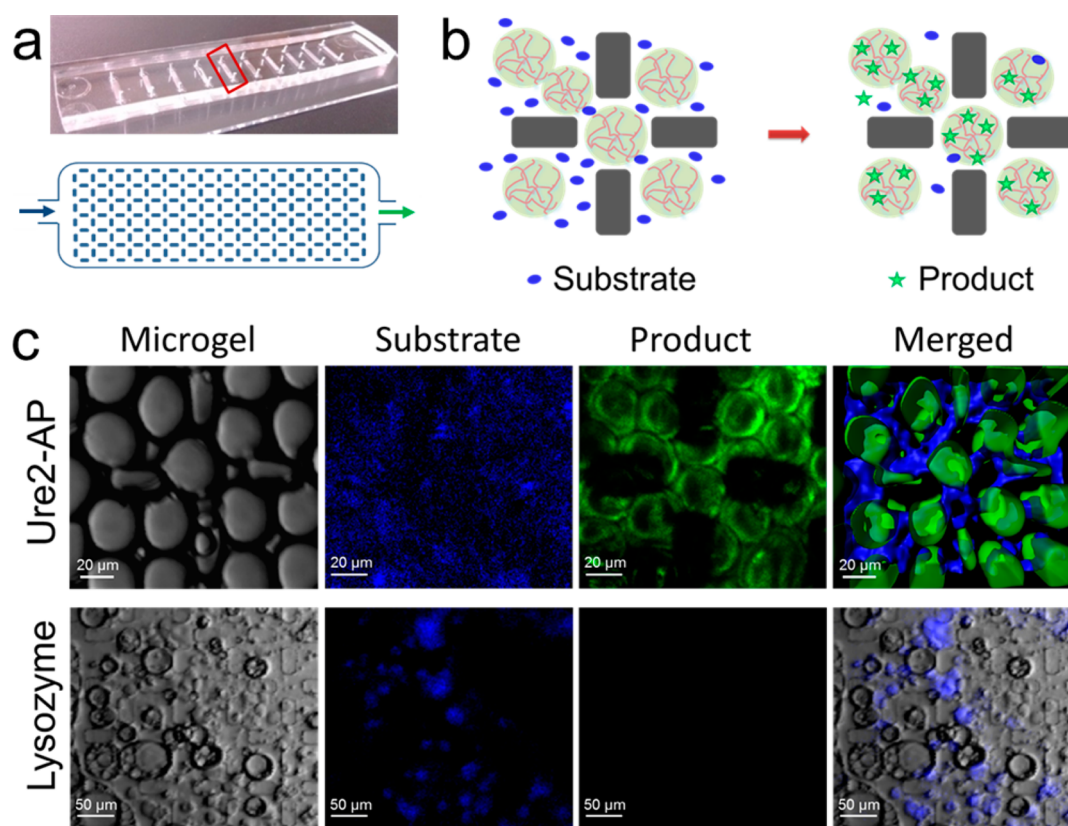 a
b
Substrate
Product
c
Microgel
Substrate
Product
Merged
Ure2-AP
20 µm
20 µm
20 µm
20 µm
Lysozyme
50 µm
50 µm
50 µm
50 µm